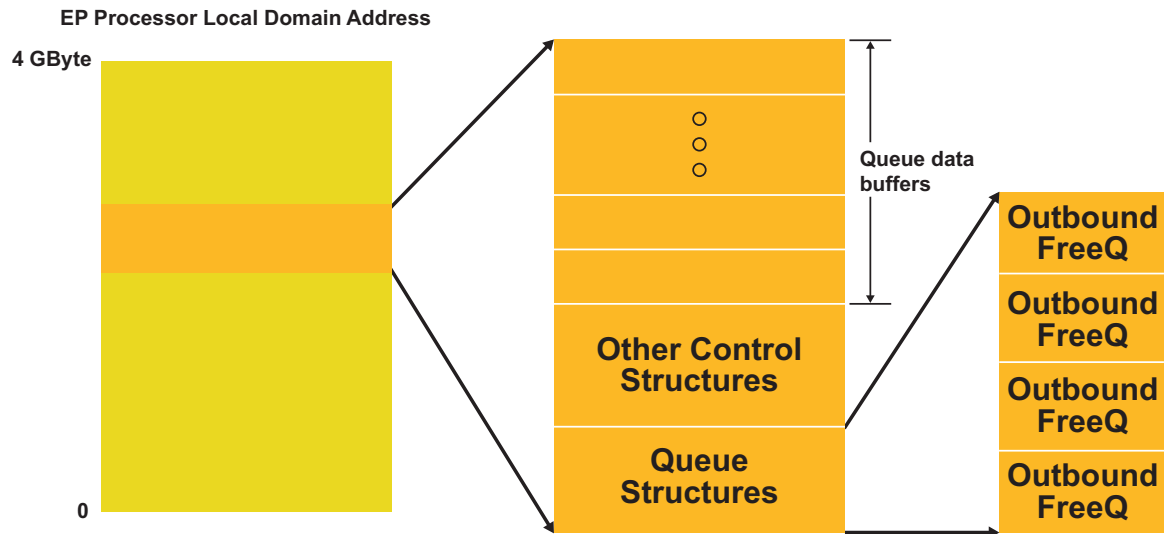 EP Processor Local Domain Address
4 GByte
0
Queue data
buffers
Other Control
Structures
Queue
Structures
Outbound
FreeQ
Outbound
FreeQ
Outbound
FreeQ
Outbound
FreeQ